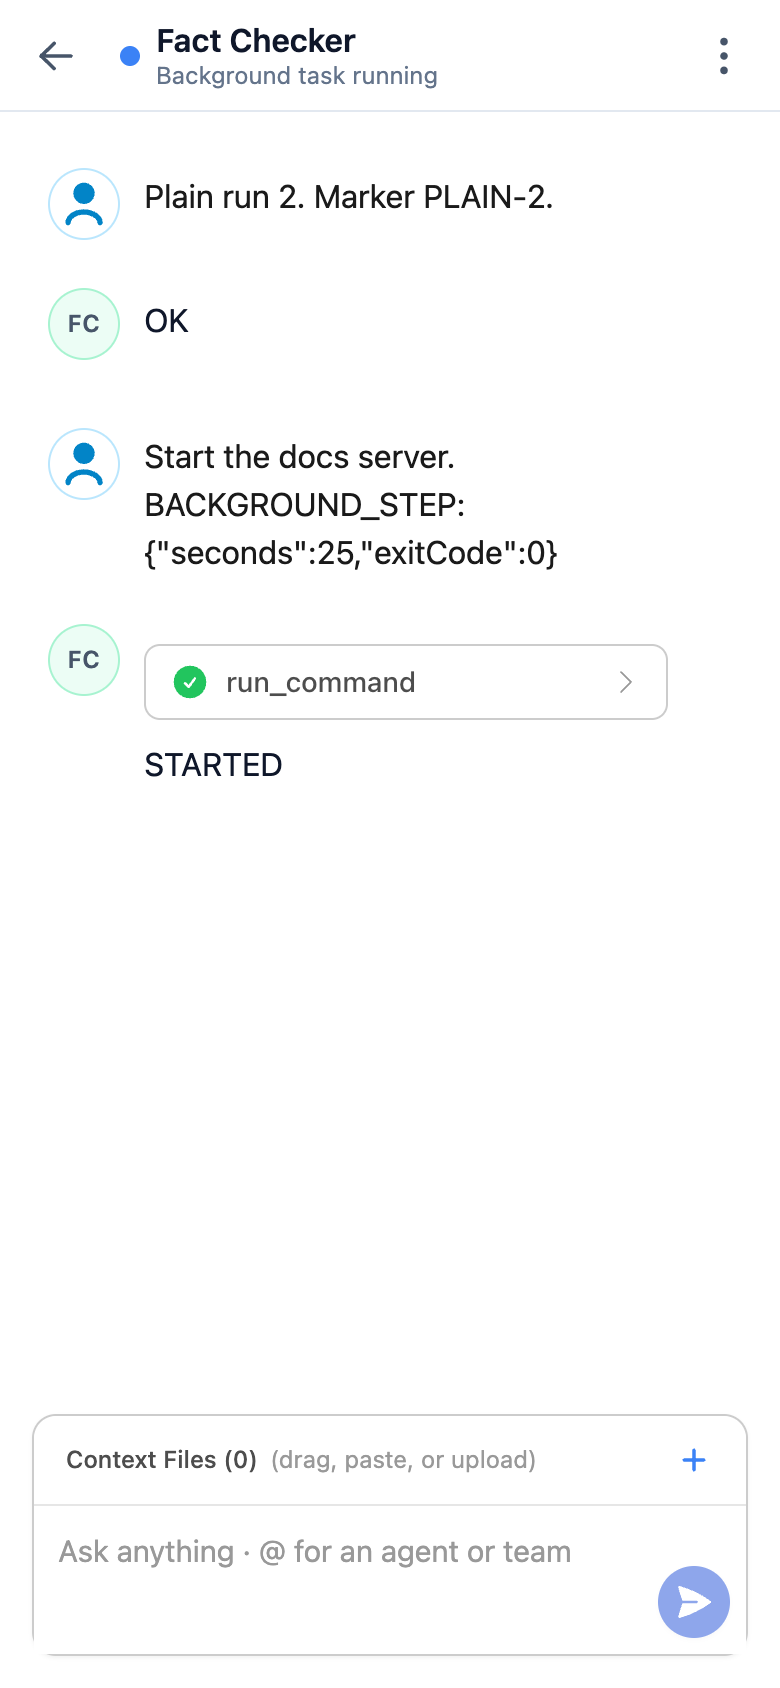 Fact Checker
Background task running
Plain run 2. Marker PLAIN-2.
FC
OK
Start the docs server.
BACKGROUND_STEP:
{"seconds":25,"exitCode":0}
FC
run_command
STARTED
Context Files (0) (drag, paste, or upload)
Ask anything · @ for an agent or team